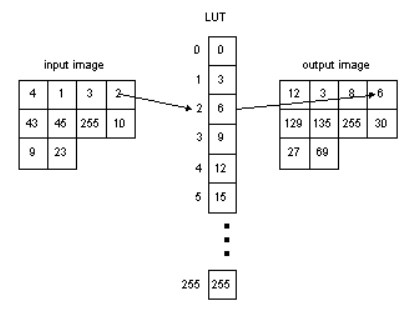 LUT
input image
output image
4 1 3 2
43 45 255 10
9 23
0 0
1 3
2 6
3 9
4 12
5 15
255 255
12 3 8 6
129 135 255 30
27 69